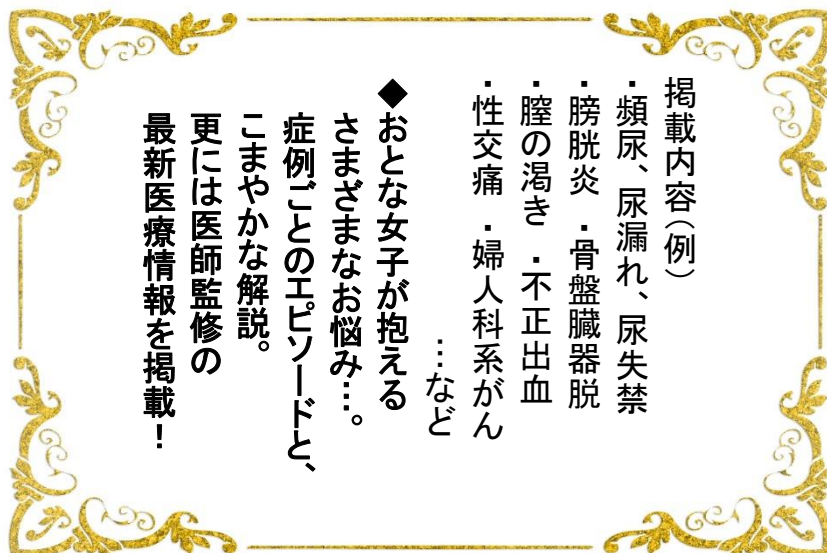 掲載内容（例）
・頻尿、尿漏れ、尿失禁
・膀胱炎 ・骨盤臓器脱
・膣の渇き ・不正出血
・性交痛 ・婦人科系がん
…など
◆おとな女子が抱える
さまざまなお悩み…。
症例ごとのエピソードと、
こまやかな解説。
更には医師監修の
最新医療情報を掲載！